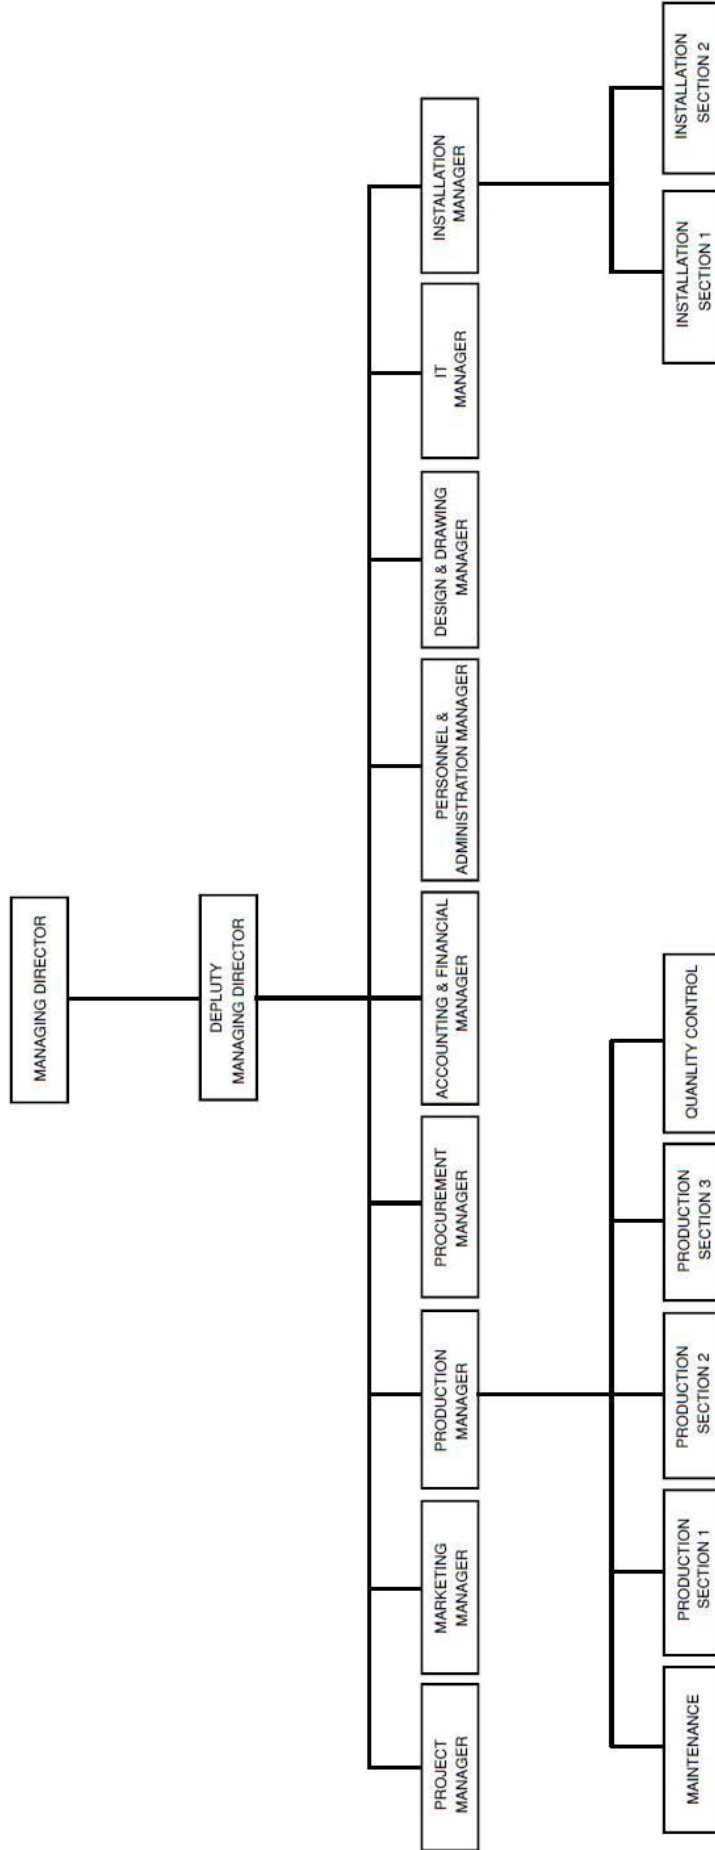 MANAGING DIRECTOR
DEPLUTY
MANAGING DIRECTOR
PROJECT
MANAGER
MARKETING
MANAGER
PRODUCTION
MANAGER
PROCUREMENT
MANAGER
ACCOUNTING & FINANCIAL
MANAGER
PERSONNEL &
ADMINISTRATION MANAGER
DESIGN & DRAWING
MANAGER
IT
MANAGER
INSTALLATION
MANAGER
MAINTENANCE
PRODUCTION
SECTION 1
PRODUCTION
SECTION 2
PRODUCTION
SECTION 3
QUANLITY CONTROL
INSTALLATION
SECTION 1
INSTALLATION
SECTION 2